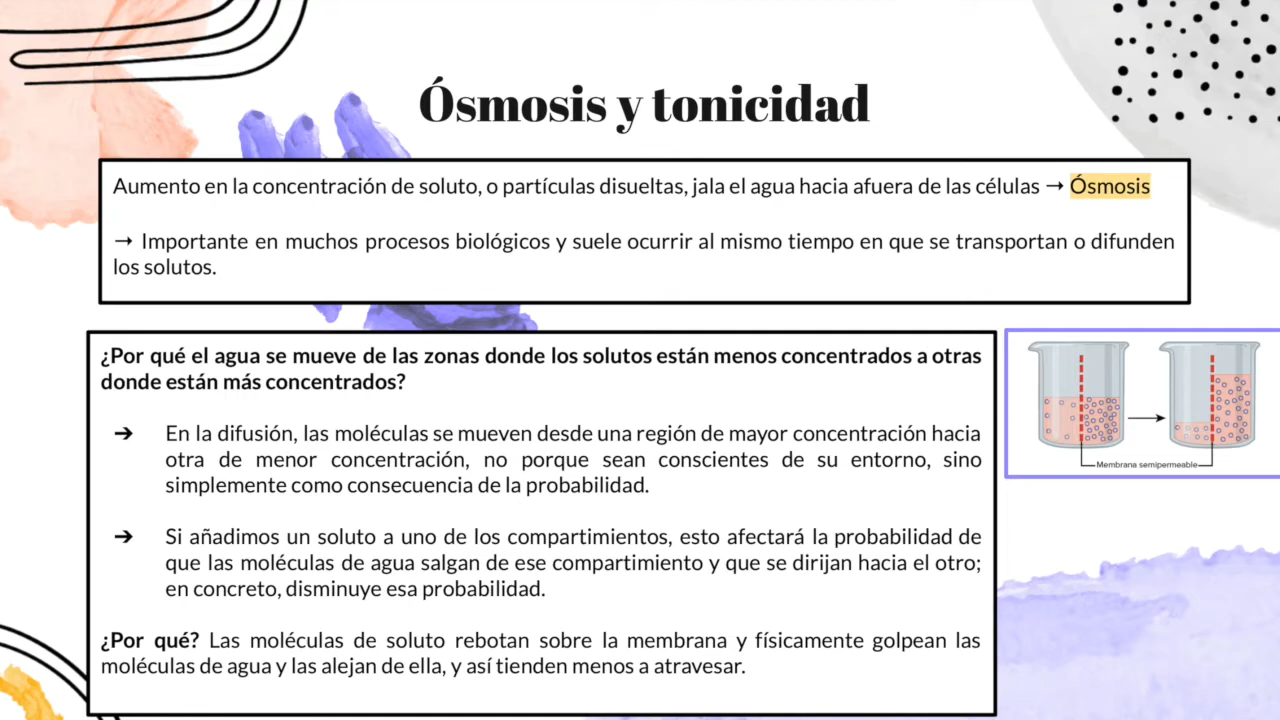 Ósmosis y tonicidad
Aumento en la concentración de soluto, o partículas disueltas, jala el agua hacia afuera de las células → Ósmosis
→ Importante en muchos procesos biológicos y suele ocurrir al mismo tiempo en que se transportan o difunden
los solutos.
¿Por qué el agua se mueve de las zonas donde los solutos están menos concentrados a otras
donde están más concentrados?
➔ En la difusión, las moléculas se mueven desde una región de mayor concentración hacia
otra de menor concentración, no porque sean conscientes de su entorno, sino
simplemente como consecuencia de la probabilidad.
➔ Si añadimos un soluto a uno de los compartimientos, esto afectará la probabilidad de
que las moléculas de agua salgan de ese compartimiento y que se dirijan hacia el otro;
en concreto, disminuye esa probabilidad.
¿Por qué? Las moléculas de soluto rebotan sobre la membrana y físicamente golpean las
moléculas de agua y las alejan de ella, y así tienden menos a atravesar.
Membrana semipermeable